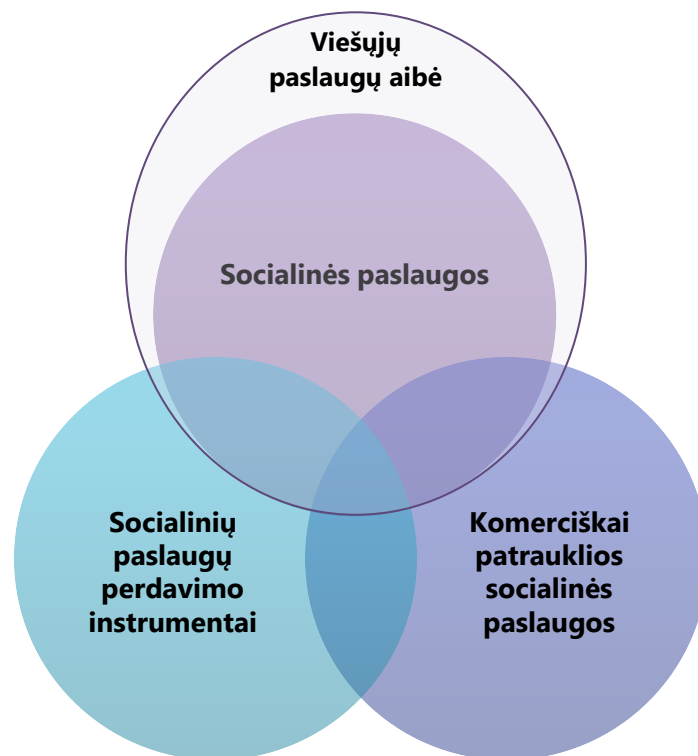 Viešųjų
paslaugų aibė
Socialinės paslaugos
Socialinių
paslaugų
perdavimo
instrumentai
Komerciškai
patrauklios
socialinės
paslaugos